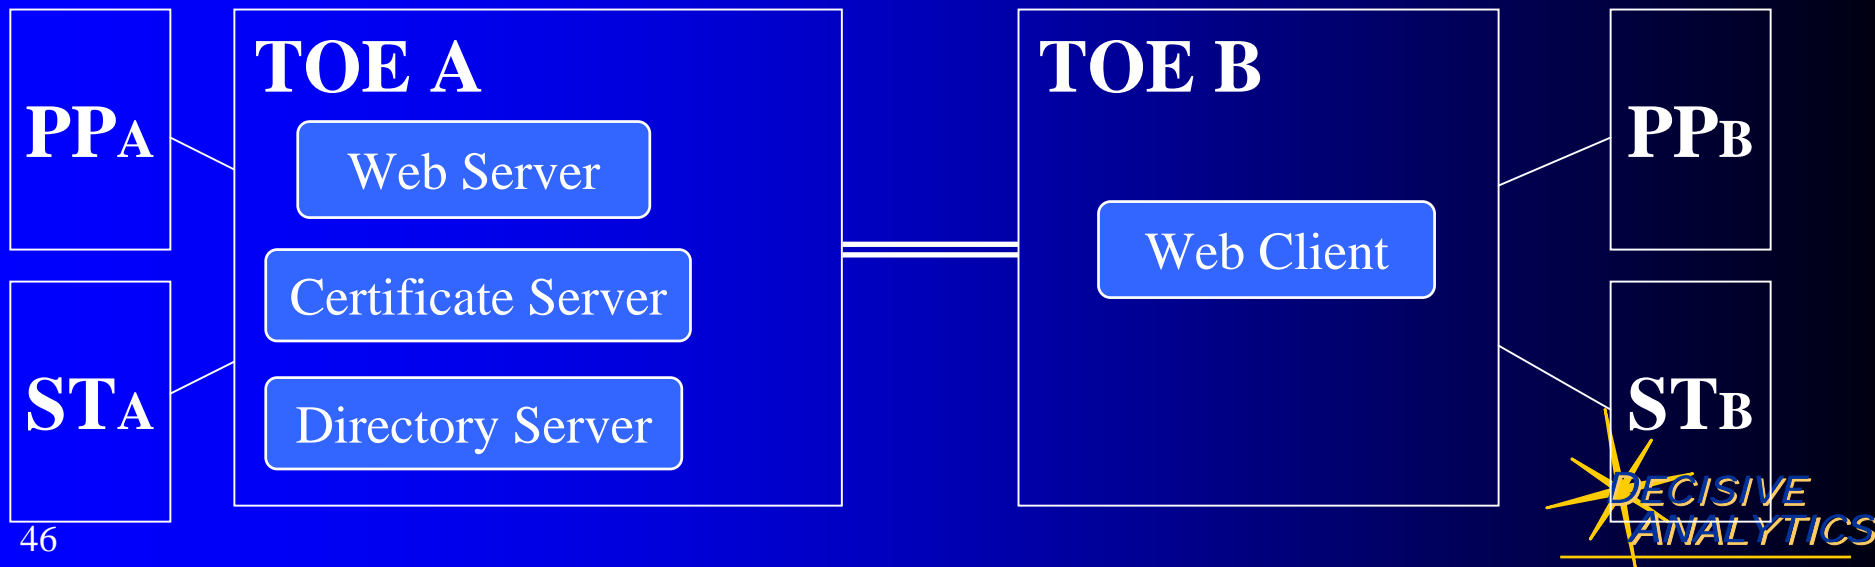 PPA
STA
TOE A
Web Server
Certificate Server
Directory Server
TOE B
Web Client
PPB
STB
46
DECISIVE
ANALYTICS